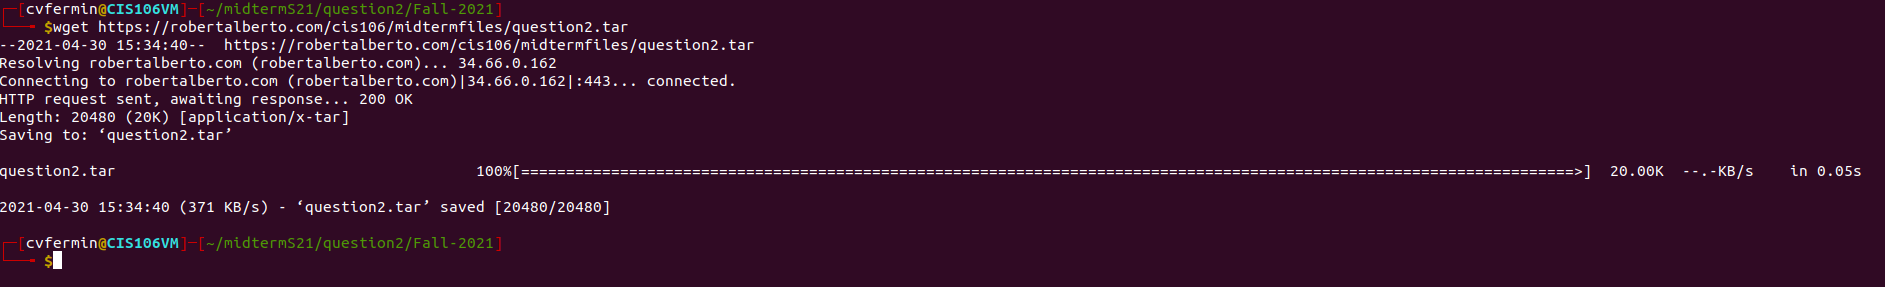 ┌─[cvfermin@CIS106VM]─[~/midtermS21/question2/Fall-2021]
└──╼ $wget https://robertalberto.com/cis106/midtermfiles/question2.tar
--2021-04-30 15:34:40--  https://robertalberto.com/cis106/midtermfiles/question2.tar
Resolving robertalberto.com (robertalberto.com)... 34.66.0.162
Connecting to robertalberto.com (robertalberto.com)|34.66.0.162|:443... connected.
HTTP request sent, awaiting response... 200 OK
Length: 20480 (20K) [application/x-tar]
Saving to: ‘question2.tar’
question2.tar 100%[=====================================================================================================================>] 20.00K --.-KB/s in 0.05s
2021-04-30 15:34:40 (371 KB/s) - ‘question2.tar’ saved [20480/20480]
┌─[cvfermin@CIS106VM]─[~/midtermS21/question2/Fall-2021]
└──╼ $